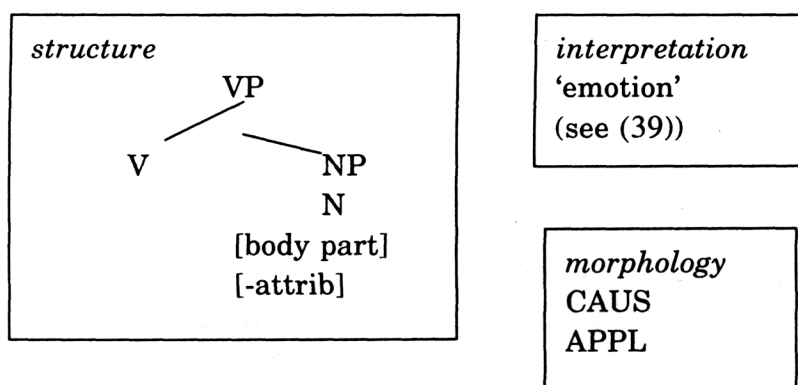 structure
VP
V NP
N
[body part]
[-attrib]
interpretation
‘emotion’
(see (39))
morphology
CAUS
APPL